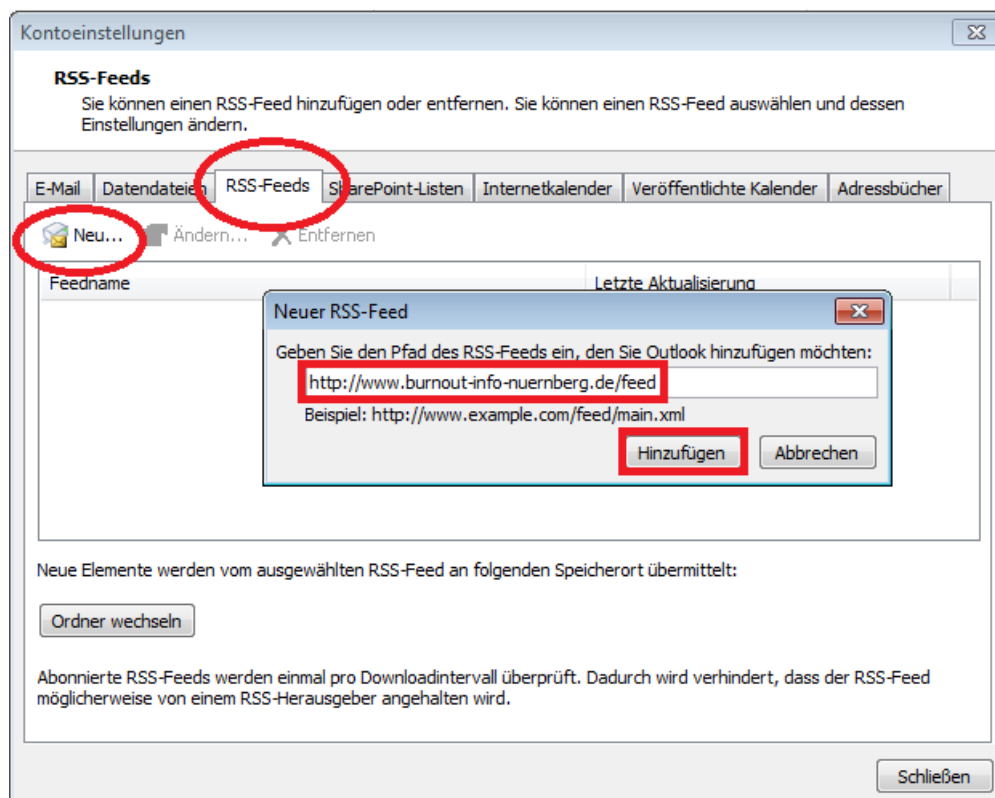 Kontoeinstellungen
RSS-Feeds
Sie können einen RSS-Feed hinzufügen oder entfernen. Sie können einen RSS-Feed auswählen und dessen
Einstellungen ändern.
E-Mail Datendateien RSS-Feeds SharePoint-Listen Internetkalender Veröffentlichte Kalender Adressbücher
Neu... Ändern... Entfernen
Feedname Letzte Aktualisierung
Neuer RSS-Feed
Geben Sie den Pfad des RSS-Feeds ein, den Sie Outlook hinzufügen möchten:
http://www.burnout-info-nuernberg.de/feed
Beispiel: http://www.example.com/feed/main.xml
Hinzufügen Abbrechen
Neue Elemente werden vom ausgewählten RSS-Feed an folgenden Speicherort übermittelt:
Ordner wechseln
Abonnierte RSS-Feeds werden einmal pro Downloadintervall überprüft. Dadurch wird verhindert, dass der RSS-Feed
möglicherweise von einem RSS-Herausgeber angehalten wird.
Schließen